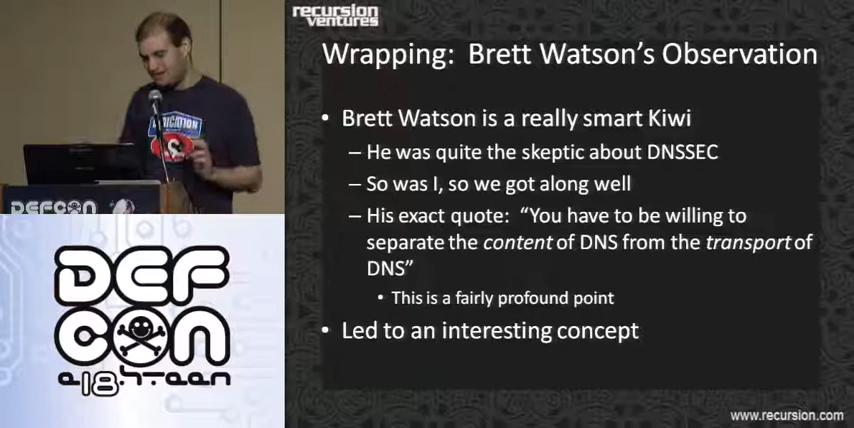 recursion
ventures
Wrapping: Brett Watson's Observation
• Brett Watson is a really smart Kiwi
– He was quite the skeptic about DNSSEC
– So was I, so we got along well
– His exact quote: “You have to be willing to
separate the content of DNS from the transport of
DNS”
• This is a fairly profound point
• Led to an interesting concept
www.recursion.com
DEFCON
DEF
CON
e18h.teen